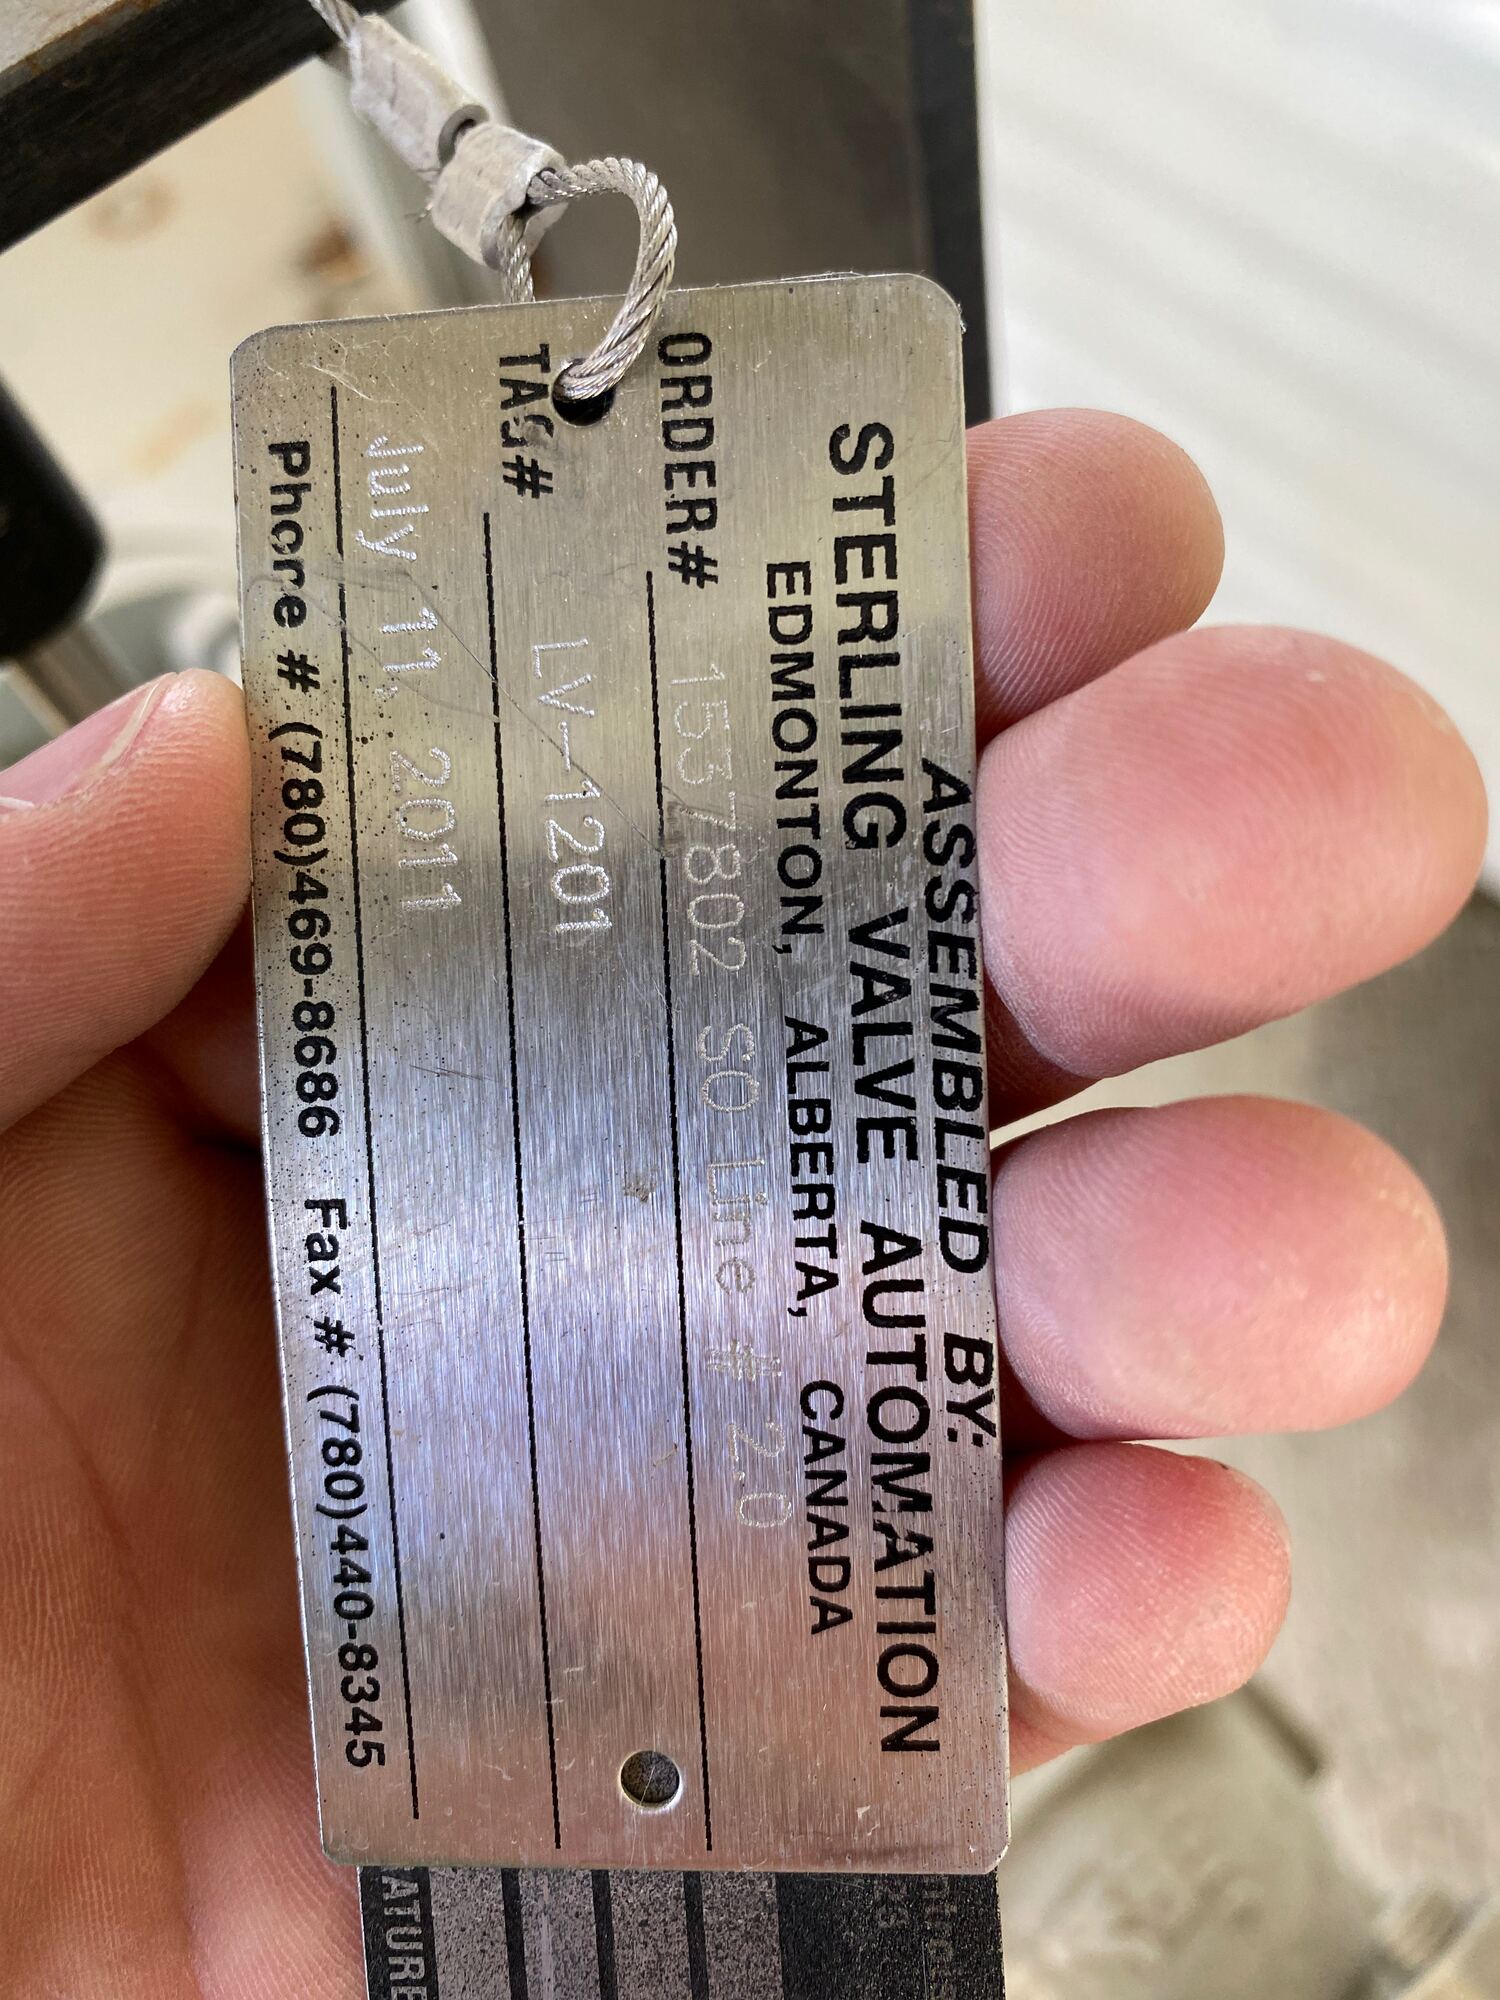 ASSEMBLED BY:
STERLING VALVE AUTOMATION
EDMONTON, ALBERTA, CANADA
ORDER# 1537802 SO Line # 2.0
TAG# LV-1201
July 11, 2011
Phone # (780)469-8686 Fax # (780)440-8345